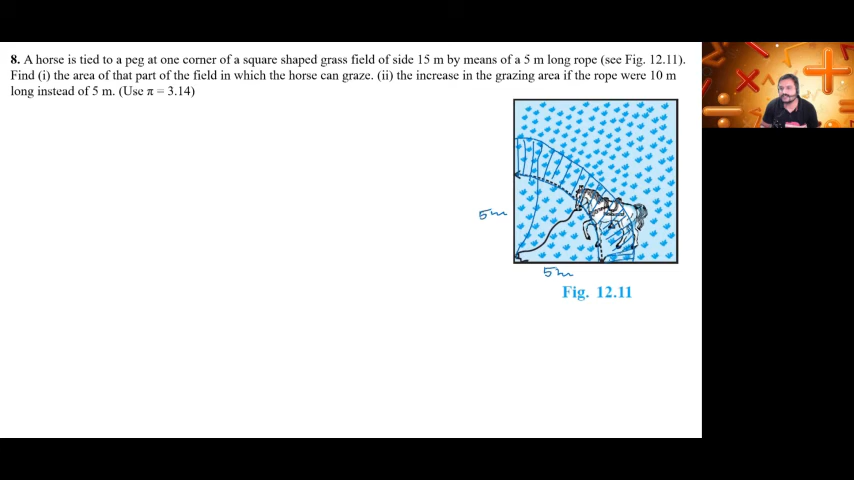 8. A horse is tied to a peg at one corner of a square shaped grass field of side 15 m by means of a 5 m long rope (see Fig. 12.11).
Find (i) the area of that part of the field in which the horse can graze. (ii) the increase in the grazing area if the rope were 10 m
long instead of 5 m. (Use π = 3.14)
5m
5m
Fig. 12.11